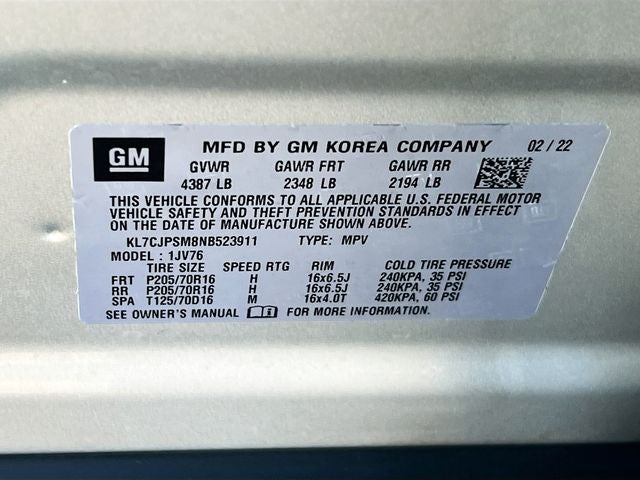 GM MFD BY GM KOREA COMPANY 02 / 22
GVWR GAWR FRT GAWR RR
4387 LB 2348 LB 2194 LB
THIS VEHICLE CONFORMS TO ALL APPLICABLE U.S. FEDERAL MOTOR
VEHICLE SAFETY AND THEFT PREVENTION STANDARDS IN EFFECT
ON THE DATE OF MANUFACTURE SHOWN ABOVE.
KL7CJPSM8NB523911 TYPE: MPV
MODEL : 1JV76
TIRE SIZE SPEED RTG RIM COLD TIRE PRESSURE
FRT P205/70R16 H 16x6.5J 240KPA, 35 PSI
RR P205/70R16 H 16x6.5J 240KPA, 35 PSI
SPA T125/70D16 M 16x4.0T 420KPA, 60 PSI
SEE OWNER'S MANUAL FOR MORE INFORMATION.